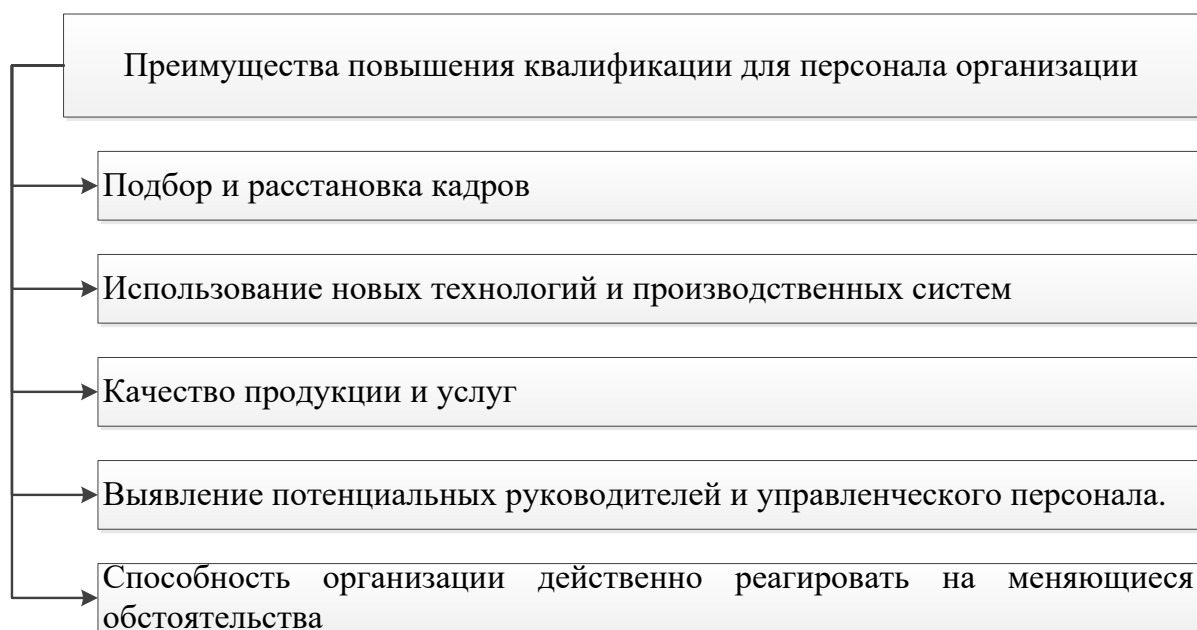 Преимущества повышения квалификации для персонала организации
Подбор и расстановка кадров
Использование новых технологий и производственных систем
Качество продукции и услуг
Выявление потенциальных руководителей и управленческого персонала.
Способность организации действенно реагировать на меняющиеся
обстоятельства